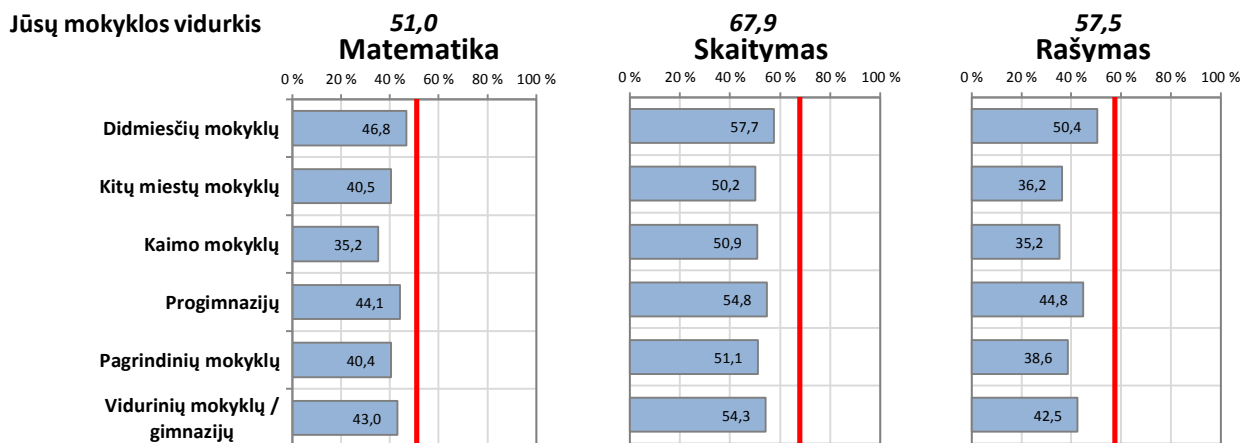 Jūsų mokyklos vidurkis 51,0 67,9 57,5
Matematika Skaitymas Rašymas
0 % 20 % 40 % 60 % 80 % 100 % 0 % 20 % 40 % 60 % 80 % 100 % 0 % 20 % 40 % 60 % 80 % 100 %
Didmiesčių mokyklų 46,8 57,7 50,4
Kitų miestų mokyklų 40,5 50,2 36,2
Kaimo mokyklų 35,2 50,9 35,2
Progimnazijų 44,1 54,8 44,8
Pagrindinių mokyklų 40,4 51,1 38,6
Vidurinių mokyklų /
gimnazijų 43,0 54,3 42,5